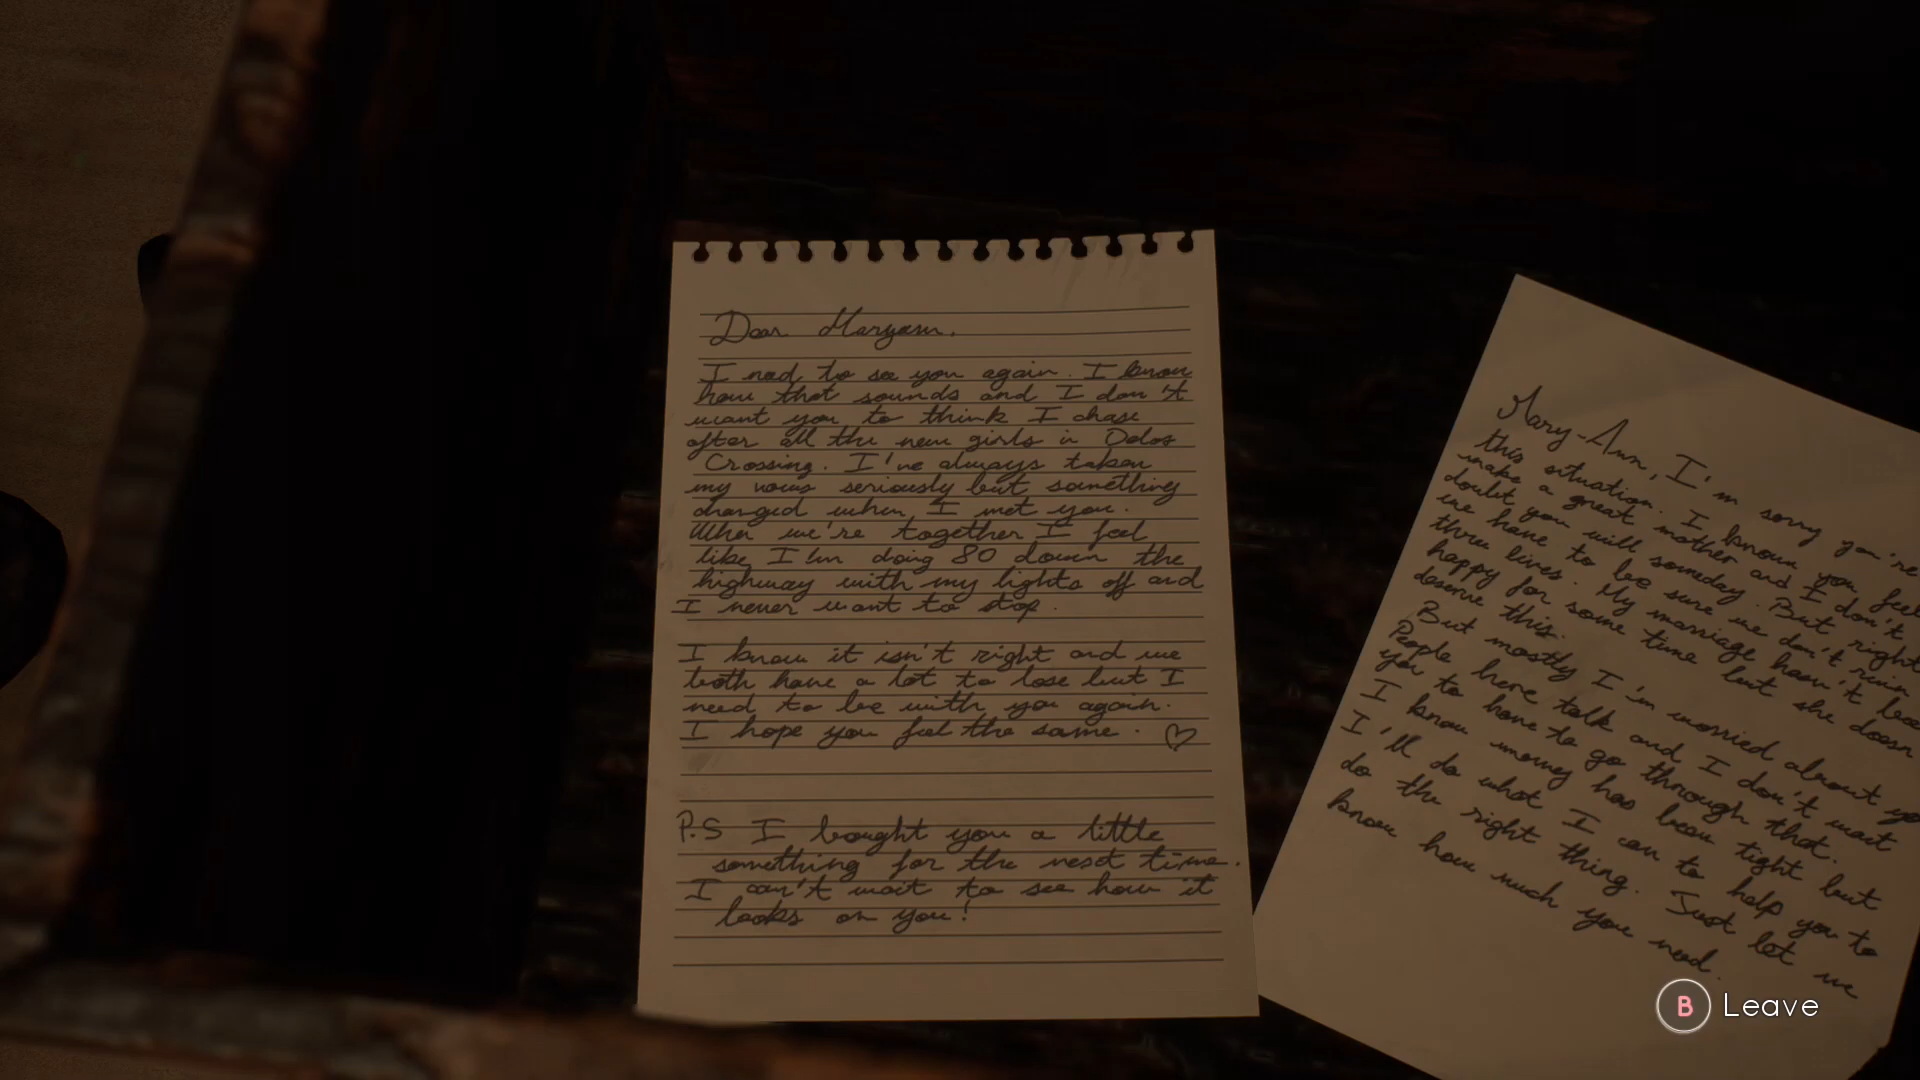 Dear Maryann,
I need to see you again. I know
how that sounds and I don't
want you to think I chase
after all the new girls in Delos
Crossing. I've always taken
my vows seriously but something
changed when I met you.
When we're together I feel
like I'm doing 80 down the
highway with my lights off and
I never want to stop.
I know it isn't right and we
both have a lot to lose but I
need to be with you again.
I hope you feel the same. ♡
P.S I bought you a little
something for the next time.
I can't wait to see how it
looks on you!
Mary-Ann, I'm sorry you're
this situation. I know you feel
make a great mother and I don't
doubt you will someday. But right
we have to be sure we don't ruin
three lives. My marriage hasn't bee
happy for some time but she doesn
deserve this.
But mostly I'm worried about yo
People here talk and I don't want
you to have to go through that.
I know money has been tight but
I'll do what I can to help you to
do the right thing. Just let me
know how much you need.
B Leave